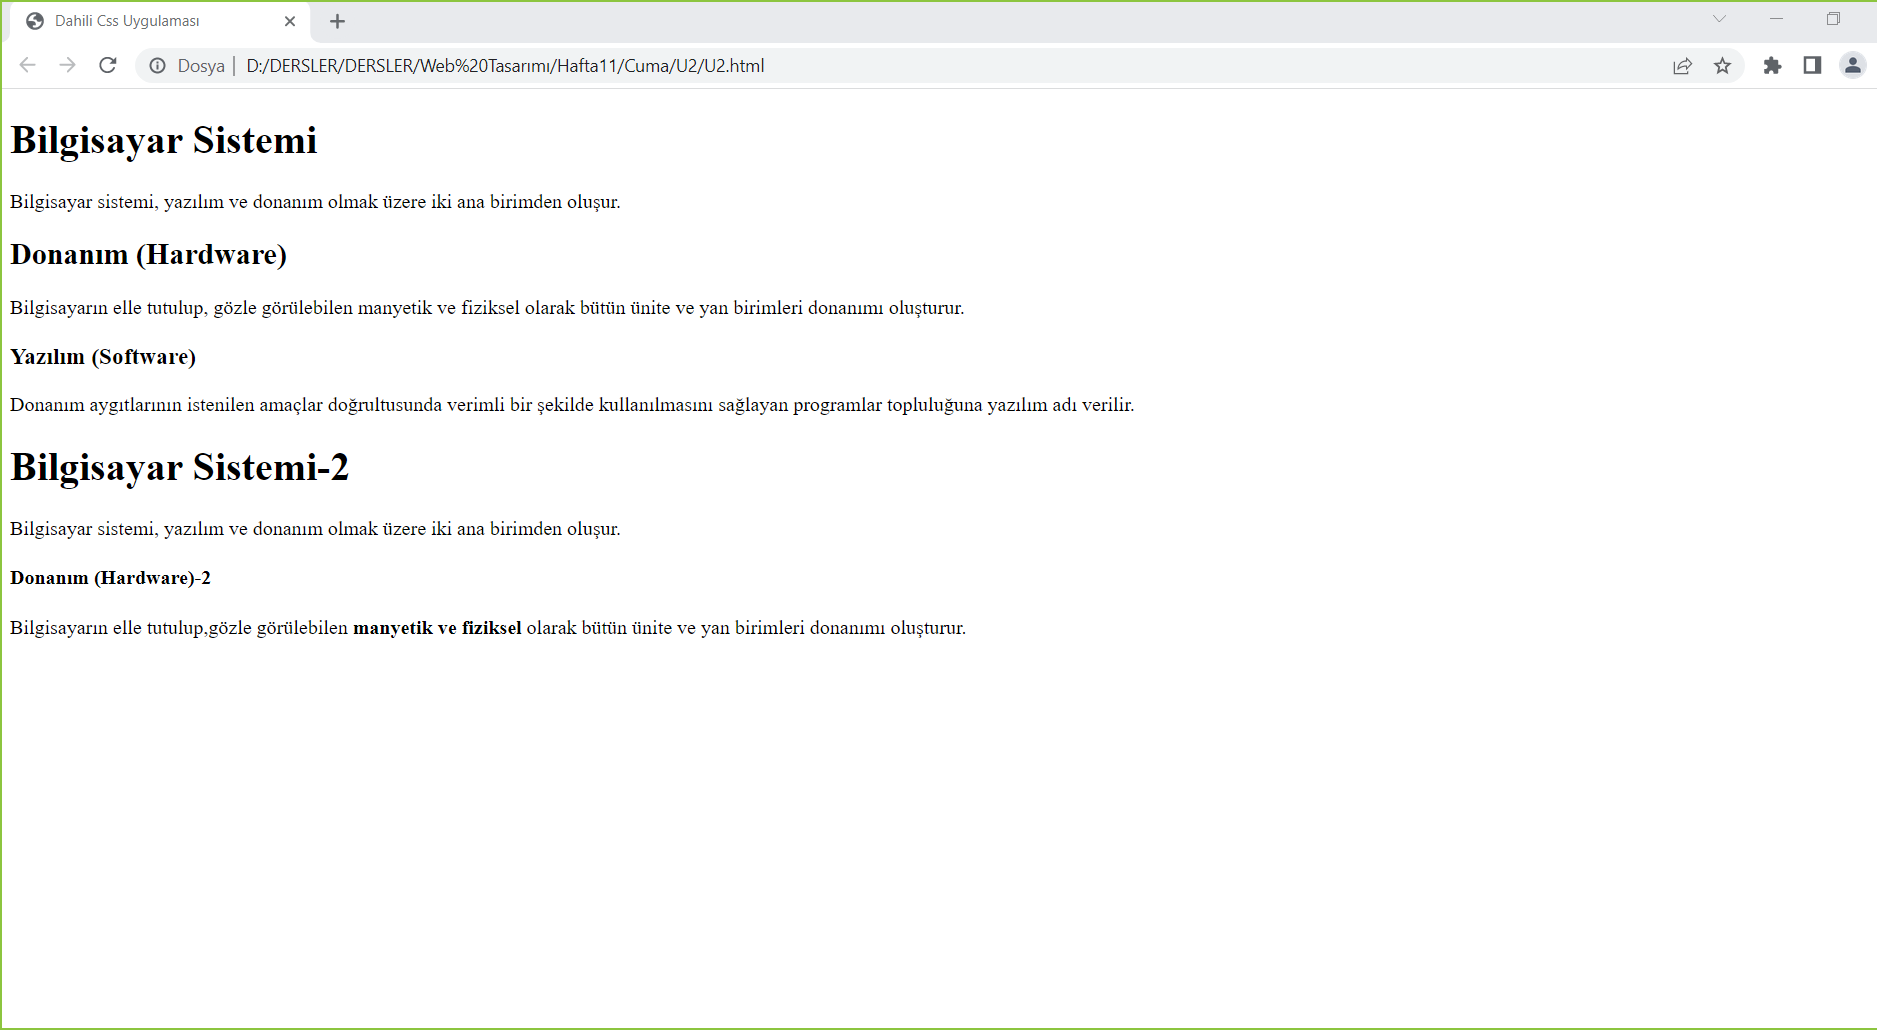 Dahili Css Uygulaması
Dosya | D:/DERSLER/DERSLER/Web%20Tasarımı/Hafta11/Cuma/U2/U2.html
Bilgisayar Sistemi
Bilgisayar sistemi, yazılım ve donanım olmak üzere iki ana birimden oluşur.
Donanım (Hardware)
Bilgisayarın elle tutulup, gözle görülebilen manyetik ve fiziksel olarak bütün ünite ve yan birimleri donanımı oluşturur.
Yazılım (Software)
Donanım aygıtlarının istenilen amaçlar doğrultusunda verimli bir şekilde kullanılmasını sağlayan programlar topluluğuna yazılım adı verilir.
Bilgisayar Sistemi-2
Bilgisayar sistemi, yazılım ve donanım olmak üzere iki ana birimden oluşur.
Donanım (Hardware)-2
Bilgisayarın elle tutulup,gözle görülebilen manyetik ve fiziksel olarak bütün ünite ve yan birimleri donanımı oluşturur.